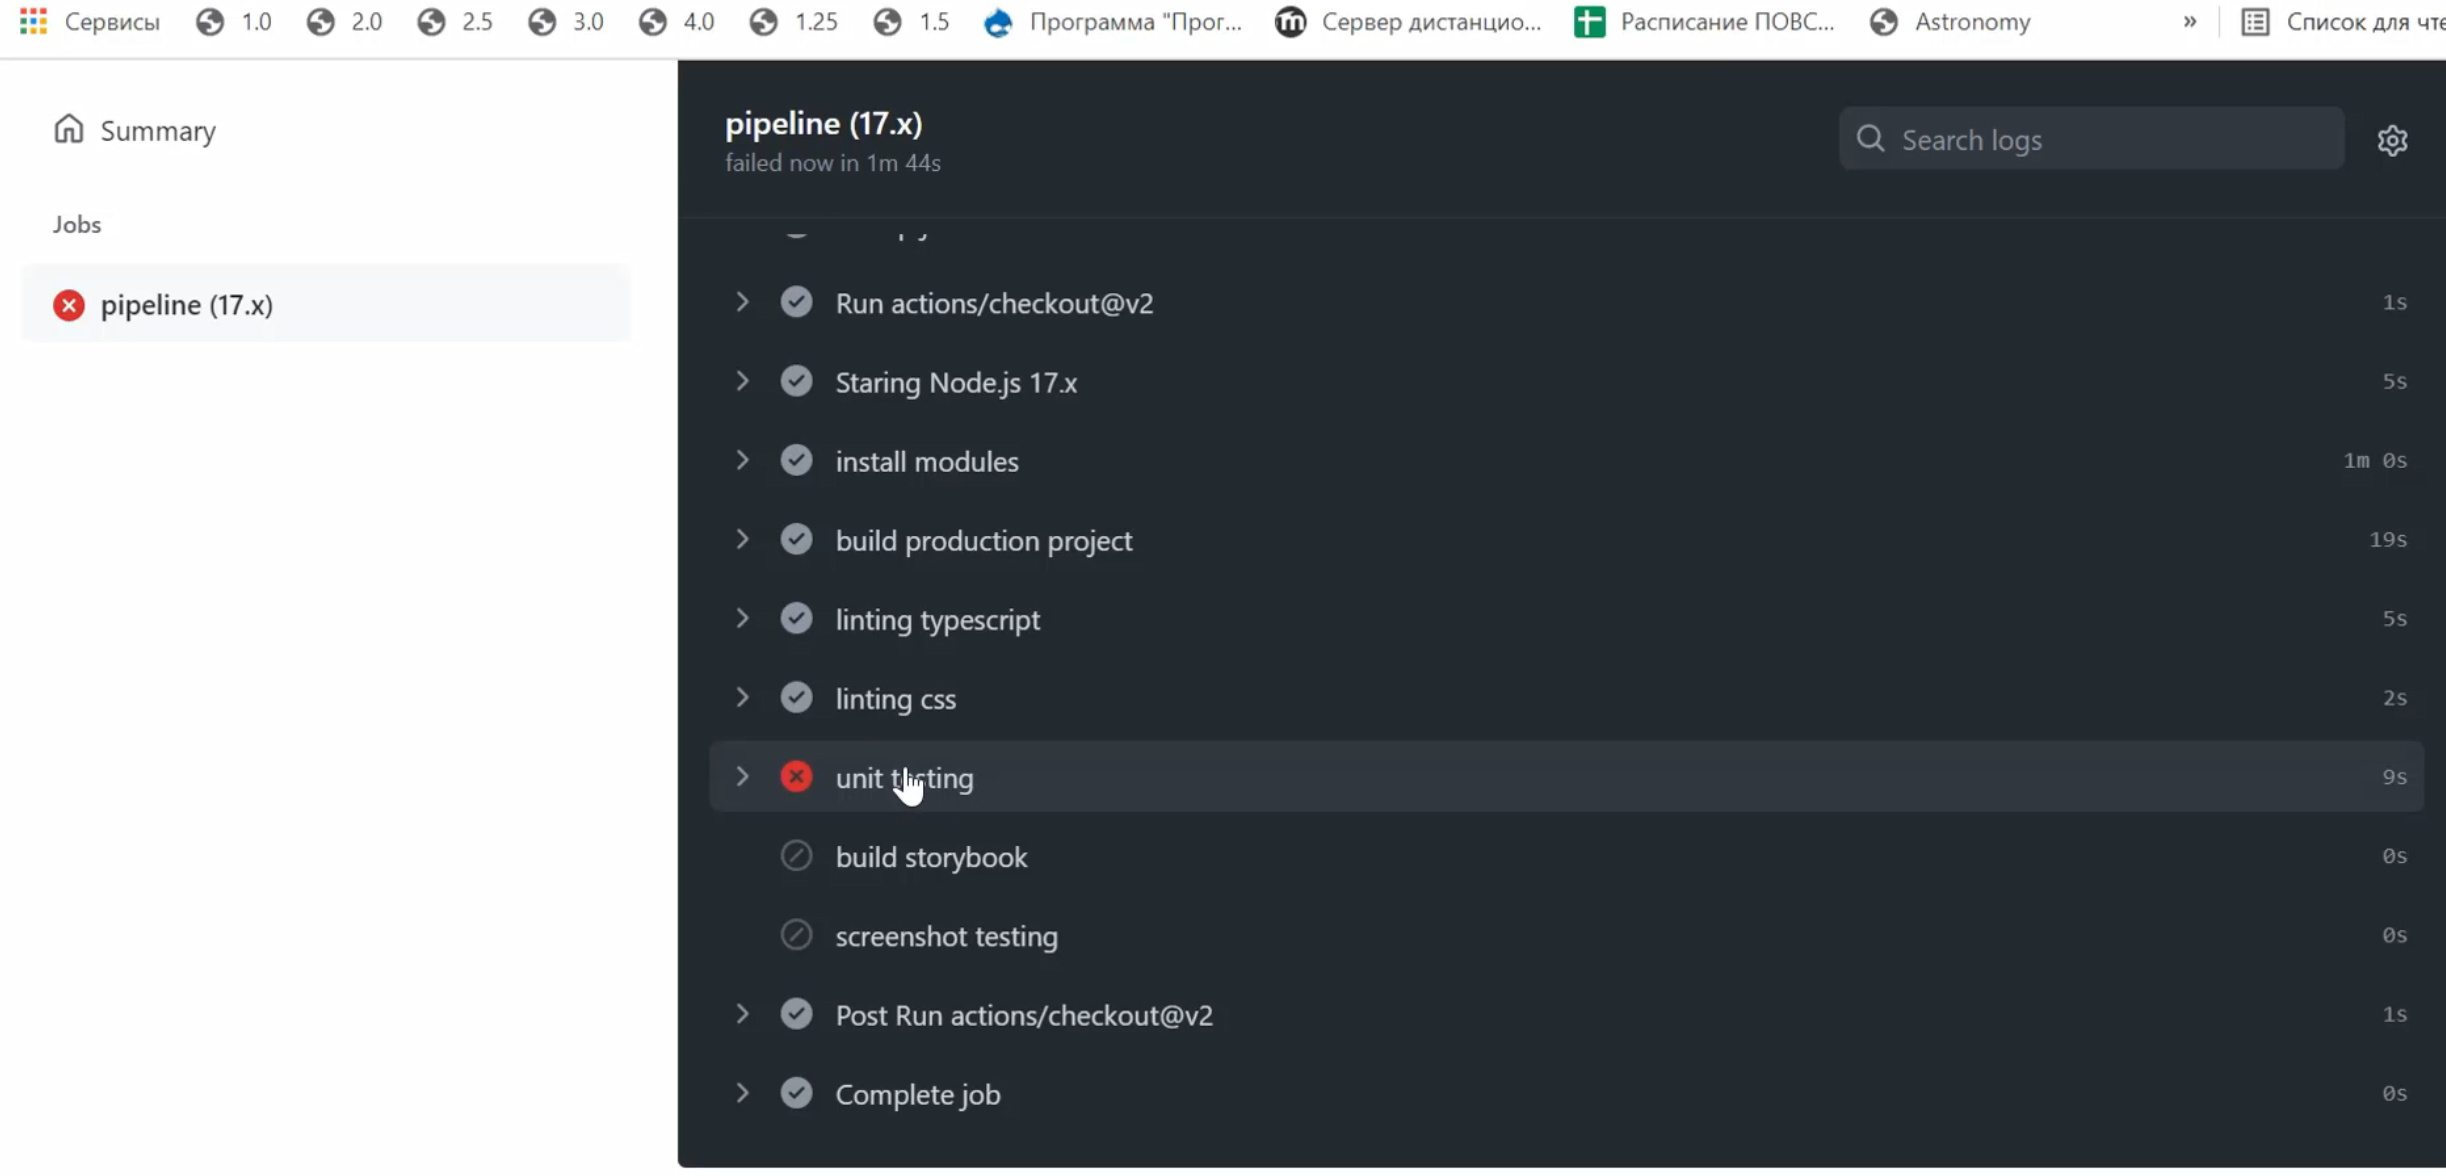 Сервисы 1.0 2.0 2.5 3.0 4.0 1.25 1.5 Программа "Прог... Сервер дистанцио... Расписание ПОВС... Astronomy » Список для чте
Summary
Jobs
pipeline (17.x)
pipeline (17.x)
failed now in 1m 44s
Search logs
Run actions/checkout@v2 1s
Staring Node.js 17.x 5s
install modules 1m 0s
build production project 19s
linting typescript 5s
linting css 2s
unit testing 9s
build storybook 0s
screenshot testing 0s
Post Run actions/checkout@v2 1s
Complete job 0s